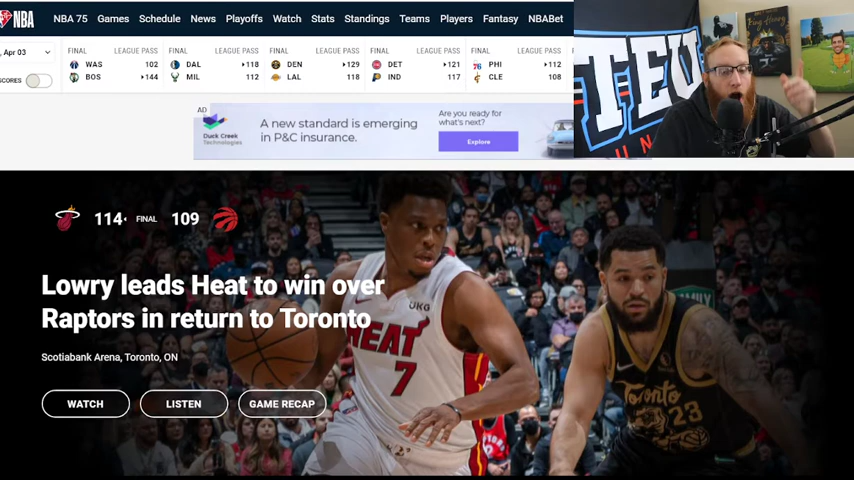 NBA NBA 75 Games Schedule News Playoffs Watch Stats Standings Teams Players Fantasy NBABet
, Apr 03
SCORES
FINAL LEAGUE PASS
WAS 102
BOS 144
FINAL LEAGUE PASS
DAL 118
MIL 112
FINAL LEAGUE PASS
DEN 129
LAL 118
FINAL LEAGUE PASS
DET 121
IND 117
FINAL LEAGUE PASS
PHI 112
CLE 108
AD
Duck Creek
Technologies
A new standard is emerging
in P&C insurance.
Are you ready for
what's next?
Explore
TEU
UN
114 FINAL 109
Lowry leads Heat to win over
Raptors in return to Toronto
Scotiabank Arena, Toronto, ON
WATCH LISTEN GAME RECAP
UKG
HEAT
7
Toronto
23